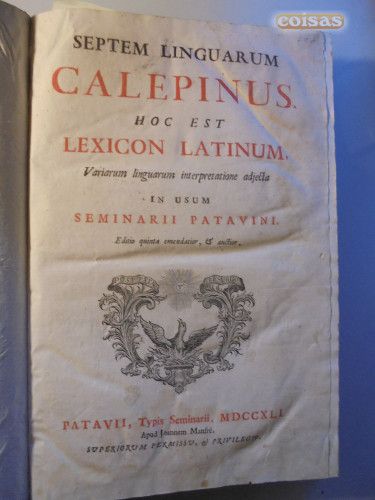 eoisas
SEPTEM LINGUARUM
CALEPINUS.
HOC EST
LEXICON LATINUM,
Variarum linguarum interpretatione adjecta
IN USUM
SEMINARII PATAVINI.
Editio quinta emendatior, & auctior.
PATAVII, Typis Seminarii, MDCCXLI
Apud Joannem Manfrè.
SUPERIORUM PERMISSU, & PRIVILEGIO.